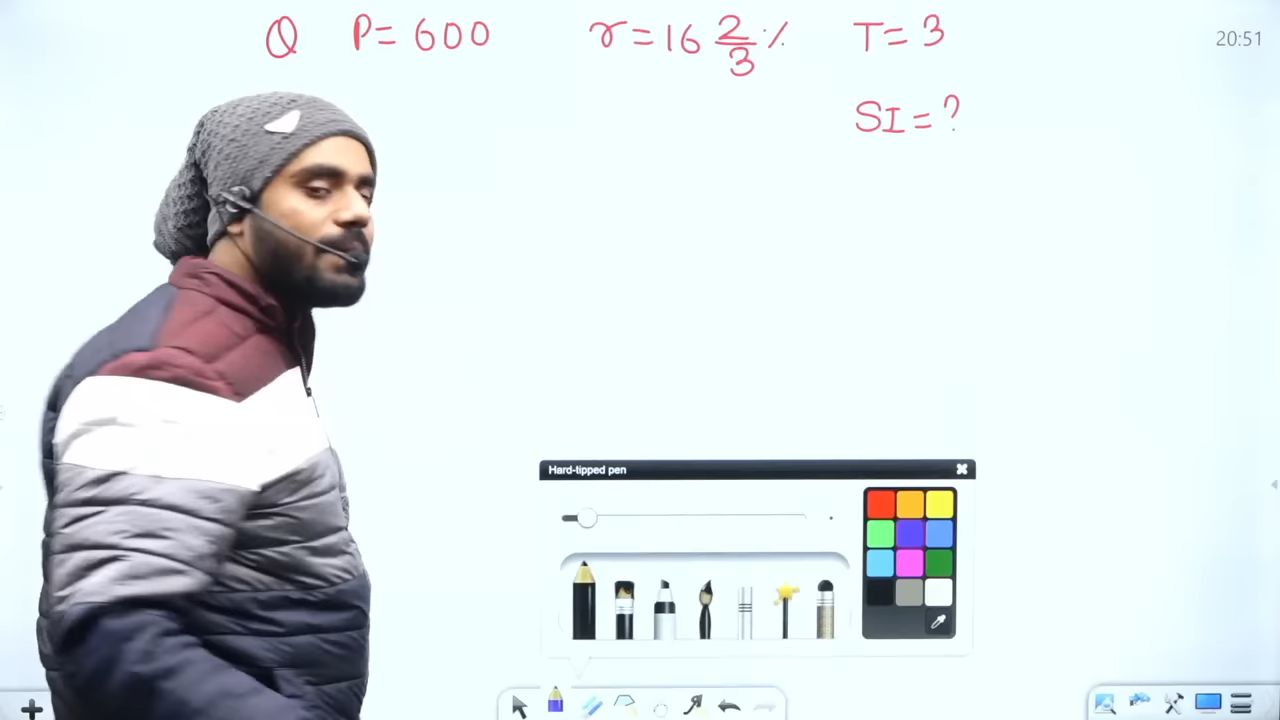 Q P= 600 r=16 2/3 % T= 3
20:51
SI=?
Hard-tipped pen